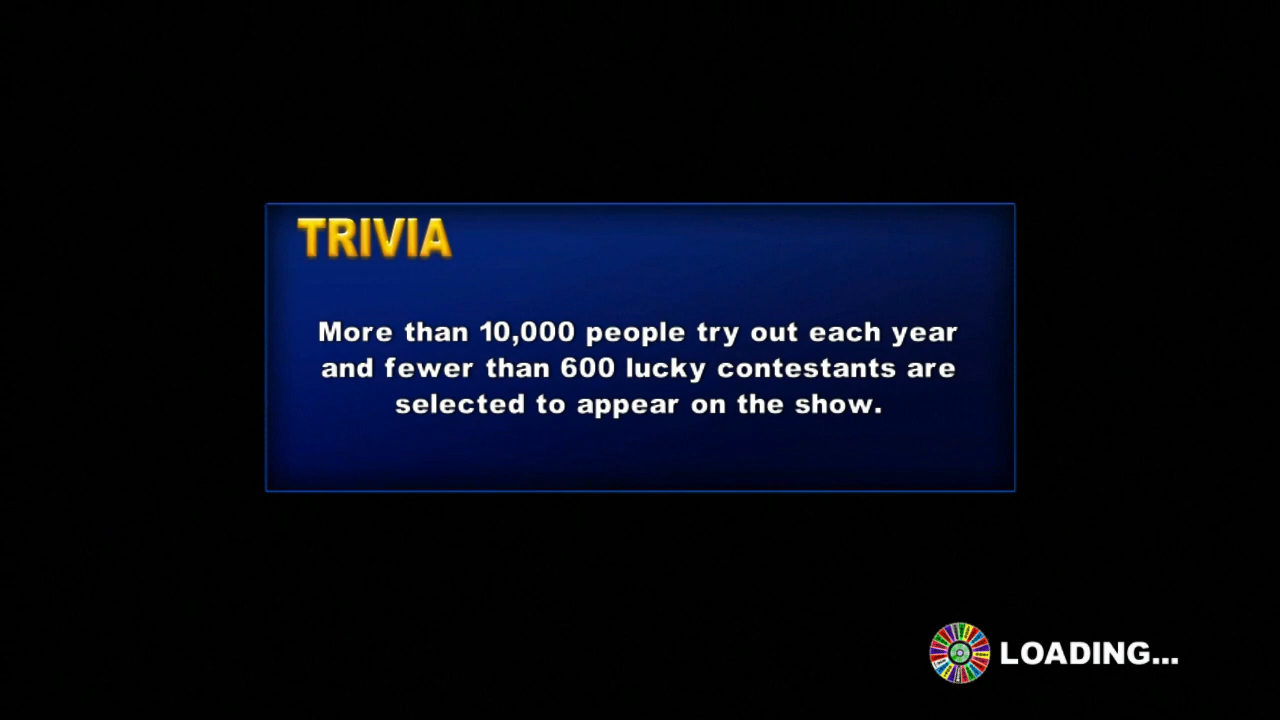 TRIVIA
More than 10,000 people try out each year
and fewer than 600 lucky contestants are
selected to appear on the show.
LOADING...